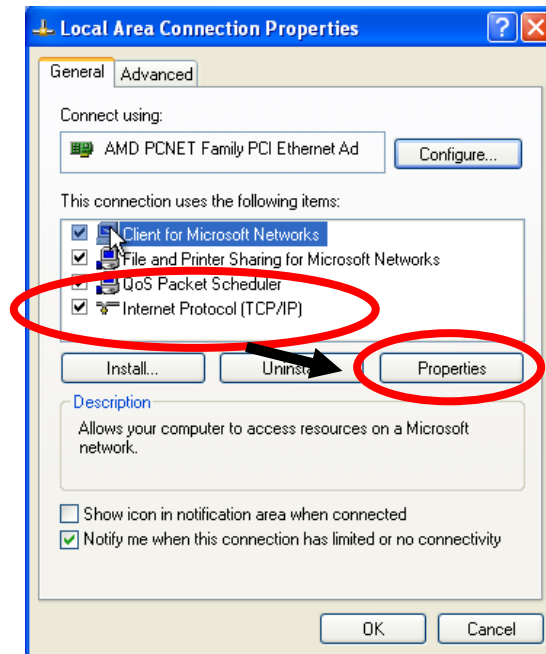 Local Area Connection Properties
General Advanced
Connect using:
AMD PCNET Family PCI Ethernet Ad
Configure...
This connection uses the following items:
Client for Microsoft Networks
File and Printer Sharing for Microsoft Networks
QoS Packet Scheduler
Internet Protocol (TCP/IP)
Install... Properties
Description
Allows your computer to access resources on a Microsoft
network.
Show icon in notification area when connected
Notify me when this connection has limited or no connectivity
OK Cancel